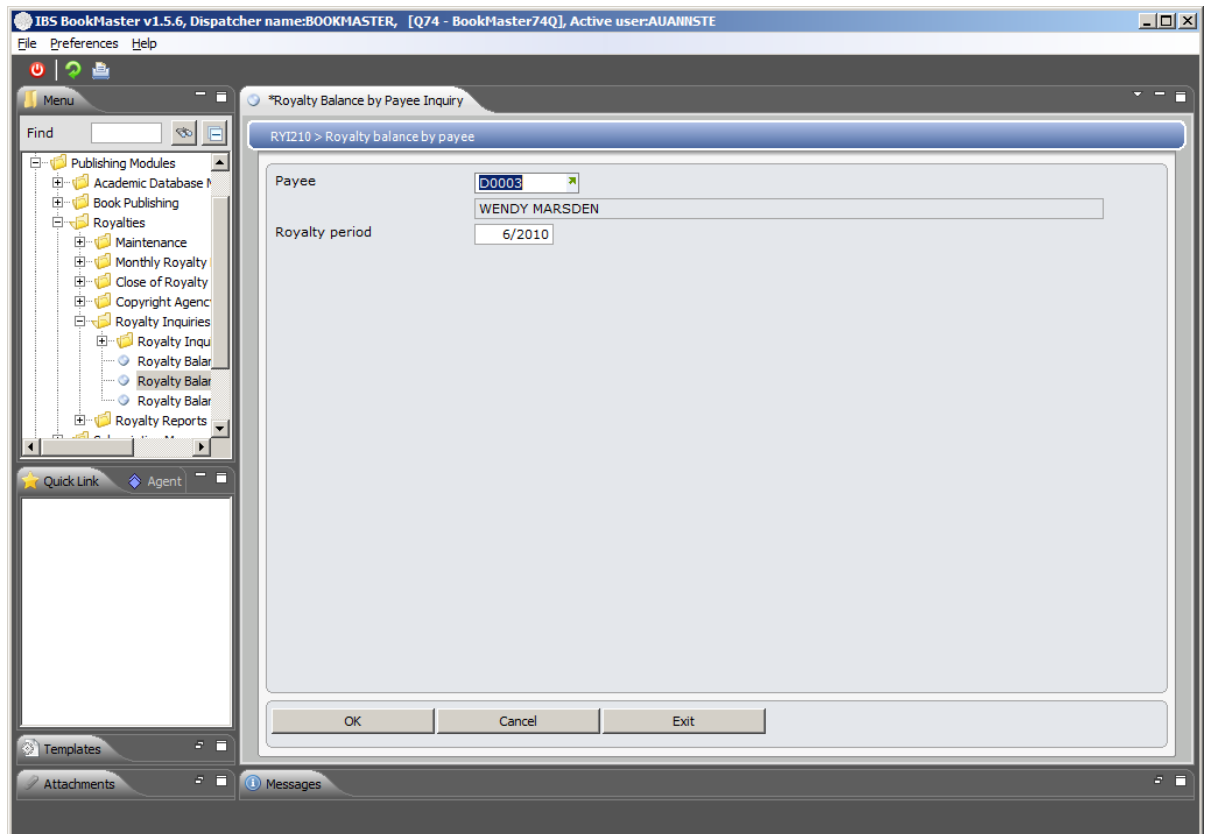 IBS BookMaster v1.5.6, Dispatcher name:BOOKMASTER, [Q74 - BookMaster74Q], Active user:AUANNSTE
File Preferences Help
Menu
Find
Publishing Modules
Academic Database
Book Publishing
Royalties
Maintenance
Monthly Royalty
Close of Royalty
Copyright Agenc
Royalty Inquiries
Royalty Inqu
Royalty Balar
Royalty Balar
Royalty Balar
Royalty Reports
Quick Link
Agent
Templates
Attachments
*Royalty Balance by Payee Inquiry
RYI210 > Royalty balance by payee
Payee D0003
WENDY MARSDEN
Royalty period 6/2010
OK Cancel Exit
Messages